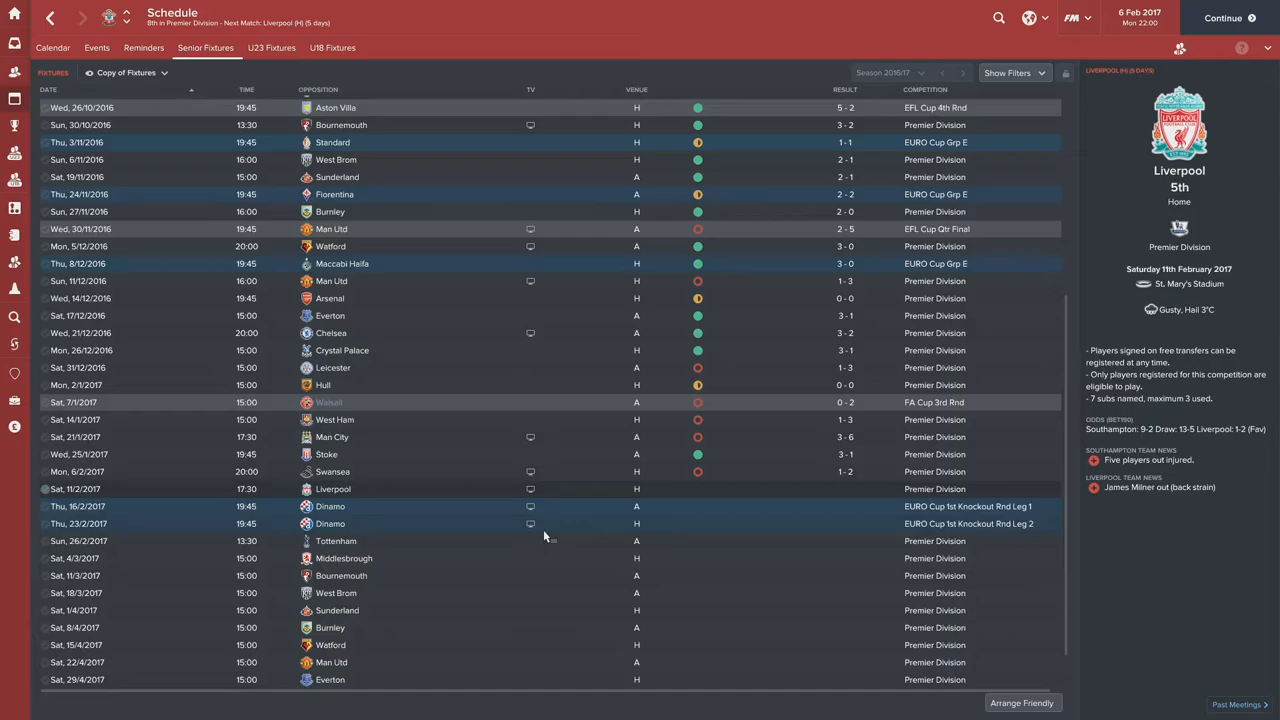 Schedule
8th in Premier Division - Next Match: Liverpool (H) (5 days)
FM
6 Feb 2017
Mon 22:00
Continue
Calendar Events Reminders Senior Fixtures U23 Fixtures U18 Fixtures
FIXTURES Copy of Fixtures Season 2016/17 Show Filters
DATE TIME OPPOSITION TV VENUE RESULT COMPETITION
Wed, 26/10/2016 19:45 Aston Villa H 5 - 2 EFL Cup 4th Rnd
Sun, 30/10/2016 13:30 Bournemouth H 3 - 2 Premier Division
Thu, 3/11/2016 19:45 Standard H 1 - 1 EURO Cup Grp E
Sun, 6/11/2016 16:00 West Brom H 2 - 1 Premier Division
Sat, 19/11/2016 15:00 Sunderland A 2 - 1 Premier Division
Thu, 24/11/2016 19:45 Fiorentina A 2 - 2 EURO Cup Grp E
Sun, 27/11/2016 16:00 Burnley H 2 - 0 Premier Division
Wed, 30/11/2016 19:45 Man Utd A 2 - 5 EFL Cup Qtr Final
Mon, 5/12/2016 20:00 Watford A 3 - 0 Premier Division
Thu, 8/12/2016 19:45 Maccabi Haifa H 3 - 0 EURO Cup Grp E
Sun, 11/12/2016 16:00 Man Utd H 1 - 3 Premier Division
Wed, 14/12/2016 19:45 Arsenal H 0 - 0 Premier Division
Sat, 17/12/2016 15:00 Everton A 3 - 1 Premier Division
Wed, 21/12/2016 20:00 Chelsea A 3 - 2 Premier Division
Mon, 26/12/2016 15:00 Crystal Palace H 3 - 1 Premier Division
Sat, 31/12/2016 15:00 Leicester A 1 - 3 Premier Division
Mon, 2/1/2017 15:00 Hull H 0 - 0 Premier Division
Sat, 7/1/2017 15:00 Walsall A 0 - 2 FA Cup 3rd Rnd
Sat, 14/1/2017 15:00 West Ham H 1 - 3 Premier Division
Sat, 21/1/2017 17:30 Man City A 3 - 6 Premier Division
Wed, 25/1/2017 19:45 Stoke A 3 - 1 Premier Division
Mon, 6/2/2017 20:00 Swansea H 1 - 2 Premier Division
Sat, 11/2/2017 17:30 Liverpool H Premier Division
Thu, 16/2/2017 19:45 Dinamo A EURO Cup 1st Knockout Rnd Leg 1
Thu, 23/2/2017 19:45 Dinamo H EURO Cup 1st Knockout Rnd Leg 2
Sun, 26/2/2017 13:30 Tottenham A Premier Division
Sat, 4/3/2017 15:00 Middlesbrough H Premier Division
Sat, 11/3/2017 15:00 Bournemouth A Premier Division
Sat, 18/3/2017 15:00 West Brom A Premier Division
Sat, 1/4/2017 15:00 Sunderland H Premier Division
Sat, 8/4/2017 15:00 Burnley A Premier Division
Sat, 15/4/2017 15:00 Watford H Premier Division
Sat, 22/4/2017 15:00 Man Utd A Premier Division
Sat, 29/4/2017 15:00 Everton H Premier Division
Arrange Friendly
LIVERPOOL (H) (5 DAYS)
Liverpool
5th
Home
Premier Division
Saturday 11th February 2017
St. Mary's Stadium
Gusty, Hail 3°C
- Players signed on free transfers can be
registered at any time.
- Only players registered for this competition are
eligible to play.
- 7 subs named, maximum 3 used.
ODDS (BET190)
Southampton: 9-2 Draw: 13-5 Liverpool: 1-2 (Fav)
SOUTHAMPTON TEAM NEWS
Five players out injured.
LIVERPOOL TEAM NEWS
James Milner out (back strain)
Past Meetings